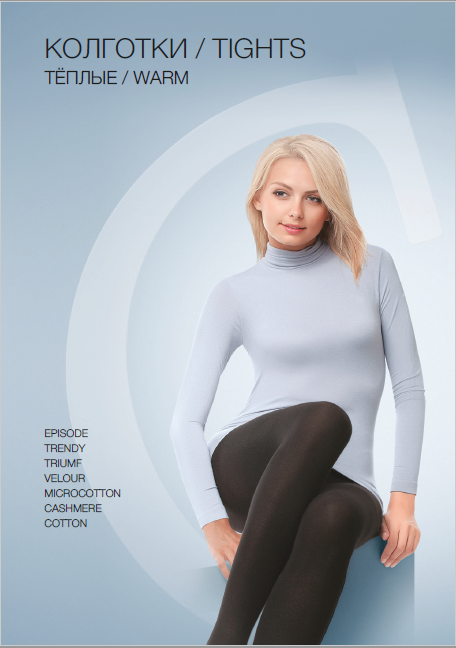 КОЛГОТКИ / TIGHTS
ТЁПЛЫЕ / WARM
EPISODE
TRENDY
TRIUMF
VELOUR
MICROCOTTON
CASHMERE
COTTON